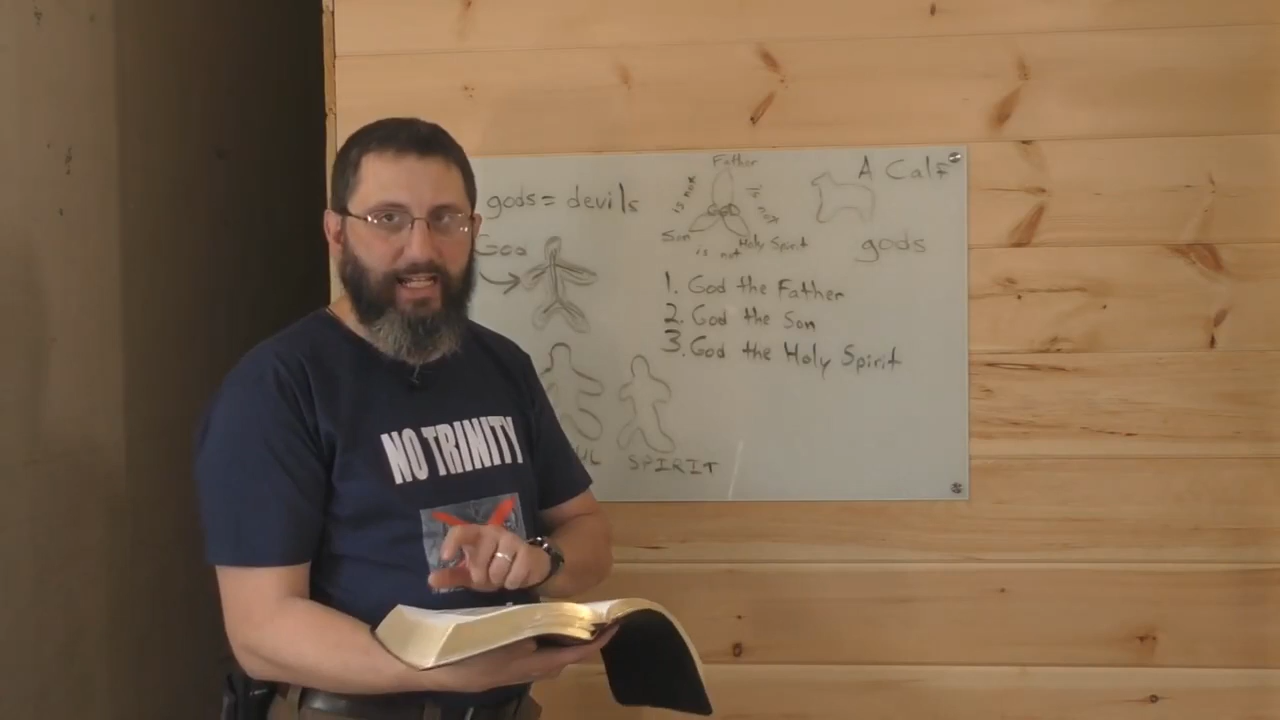 gods = devils
God
SPIRIT
Father
is not
is not
Son
Holy Spirit
is not
1. God the Father
2. God the Son
3. God the Holy Spirit
A Calf
gods
NO TRINITY